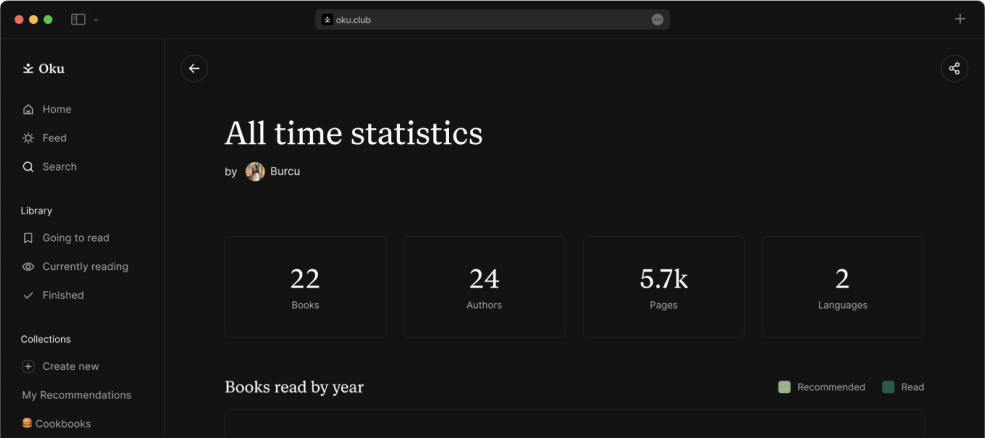 oku.club
Oku
Home
Feed
Search
Library
Going to read
Currently reading
Finished
Collections
Create new
My Recommendations
Cookbooks
All time statistics
by Burcu
22
Books
24
Authors
5.7k
Pages
2
Languages
Books read by year
Recommended
Read